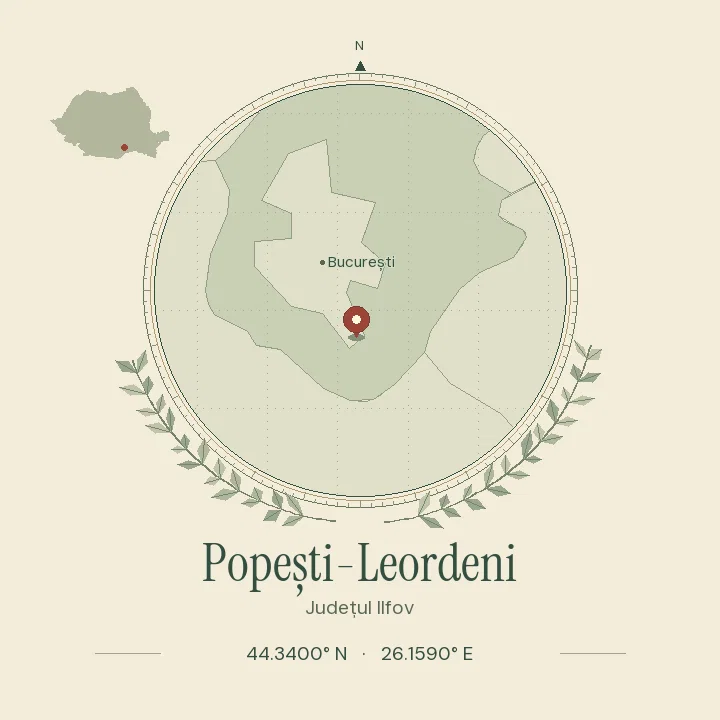 N
București
Popești-Leordeni
Județul Ilfov
44.3400° N · 26.1590° E